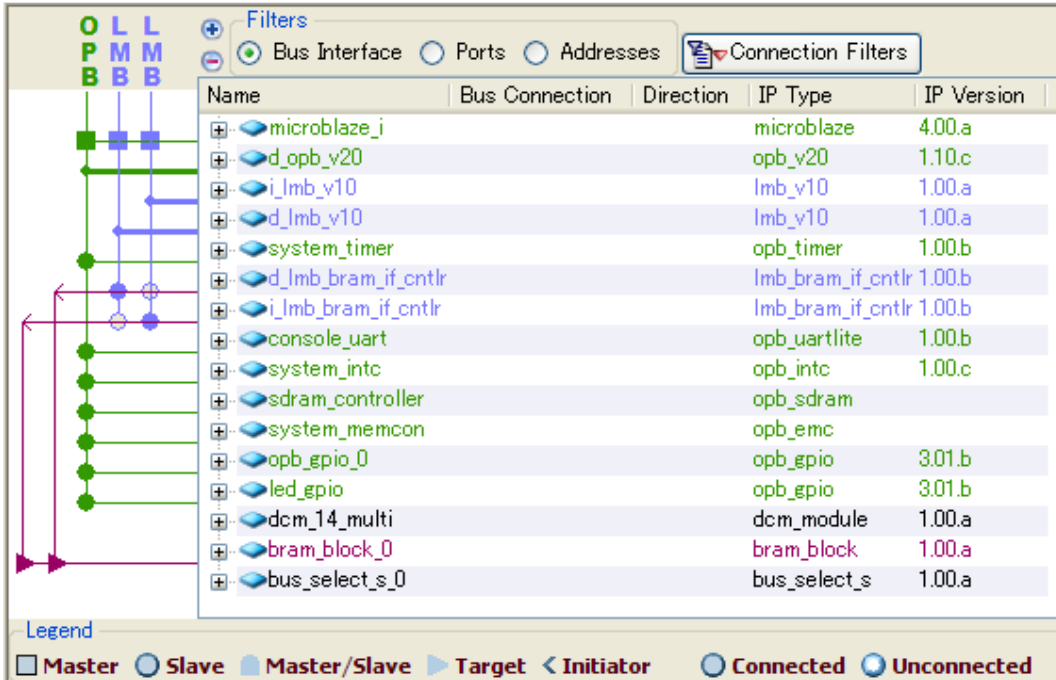 OPB LMB LMB
Filters
Bus Interface Ports Addresses Connection Filters
Name Bus Connection Direction IP Type IP Version
microblaze_i microblaze 4.00.a
d_opb_v20 opb_v20 1.10.c
i_lmb_v10 lmb_v10 1.00.a
d_lmb_v10 lmb_v10 1.00.a
system_timer opb_timer 1.00.b
d_lmb_bram_if_cntlr lmb_bram_if_cntlr 1.00.b
i_lmb_bram_if_cntlr lmb_bram_if_cntlr 1.00.b
console_uart opb_uartlite 1.00.b
system_intc opb_intc 1.00.c
sdram_controller opb_sdram
system_memcon opb_emc
opb_gpio_0 opb_gpio 3.01.b
led_gpio opb_gpio 3.01.b
dcm_14_multi dcm_module 1.00.a
bram_block_0 bram_block 1.00.a
bus_select_s_0 bus_select_s 1.00.a
Legend
Master Slave Master/Slave Target Initiator Connected Unconnected